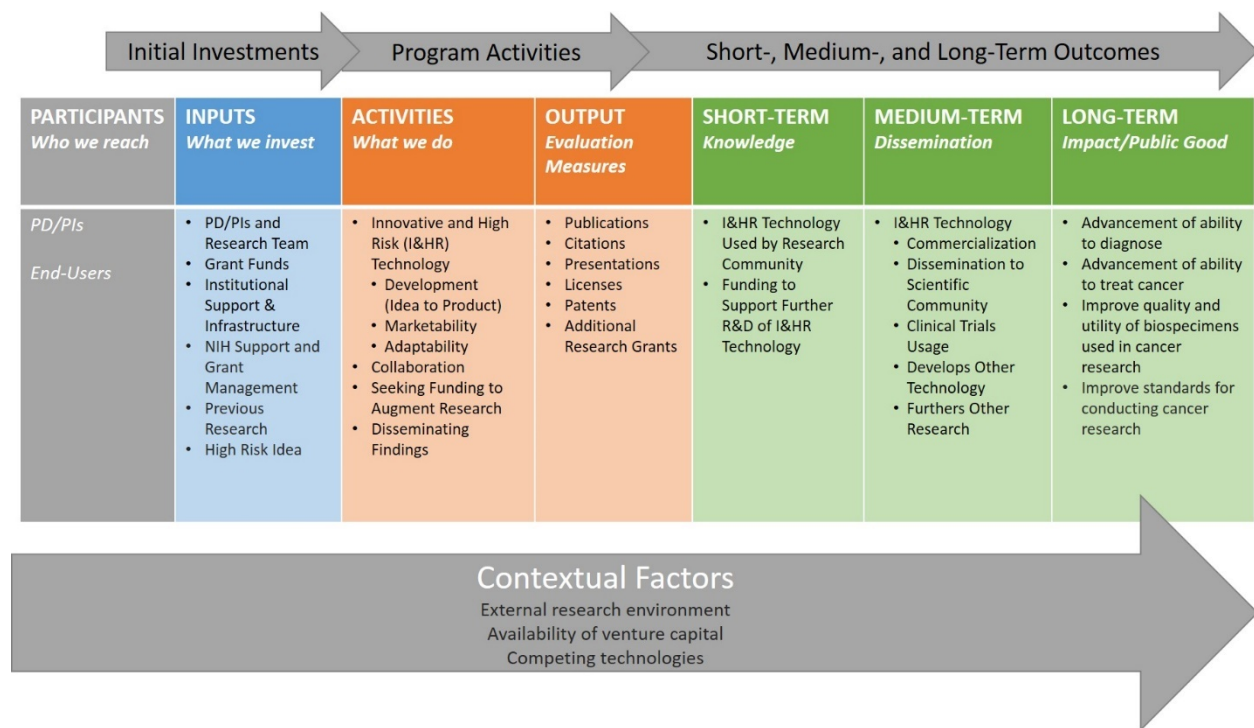 Initial Investments
Program Activities
Short-, Medium-, and Long-Term Outcomes
PARTICIPANTS
Who we reach
INPUTS
What we invest
ACTIVITIES
What we do
OUTPUT
Evaluation
Measures
SHORT-TERM
Knowledge
MEDIUM-TERM
Dissemination
LONG-TERM
Impact/Public Good
PD/PIs
End-Users
• PD/PIs and
Research Team
• Grant Funds
• Institutional
Support &
Infrastructure
• NIH Support and
Grant
Management
• Previous
Research
• High Risk Idea
• Innovative and High
Risk (I&HR)
Technology
• Development
(Idea to Product)
• Marketability
• Adaptability
• Collaboration
• Seeking Funding to
Augment Research
• Disseminating
Findings
• Publications
• Citations
• Presentations
• Licenses
• Patents
• Additional
Research Grants
• I&HR Technology
Used by Research
Community
• Funding to
Support Further
R&D of I&HR
Technology
• I&HR Technology
• Commercialization
• Dissemination to
Scientific
Community
• Clinical Trials
Usage
• Develops Other
Technology
• Furthers Other
Research
• Advancement of ability
to diagnose
• Advancement of ability
to treat cancer
• Improve quality and
utility of biospecimens
used in cancer
research
• Improve standards for
conducting cancer
research
Contextual Factors
External research environment
Availability of venture capital
Competing technologies